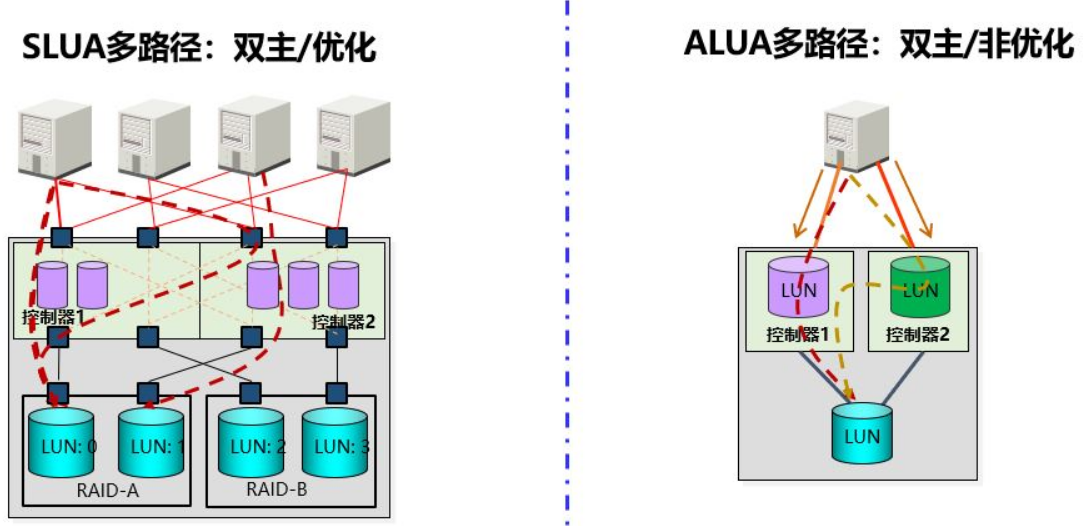 SLUA多路径：双主/优化
控制器1
控制器2
LUN: 0
LUN: 1
LUN: 2
LUN: 3
RAID-A
RAID-B
ALUA多路径：双主/非优化
LUN
LUN
控制器1
控制器2
LUN